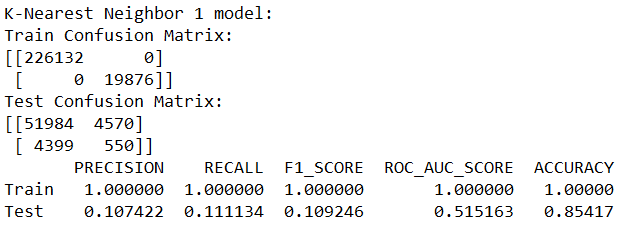 K-Nearest Neighbor 1 model:
Train Confusion Matrix:
[[226132      0]
 [     0  19876]]
Test Confusion Matrix:
[[51984  4570]
 [ 4399   550]]
       PRECISION    RECALL  F1_SCORE  ROC_AUC_SCORE  ACCURACY
Train   1.000000  1.000000  1.000000       1.000000   1.00000
Test    0.107422  0.111134  0.109246       0.515163   0.85417